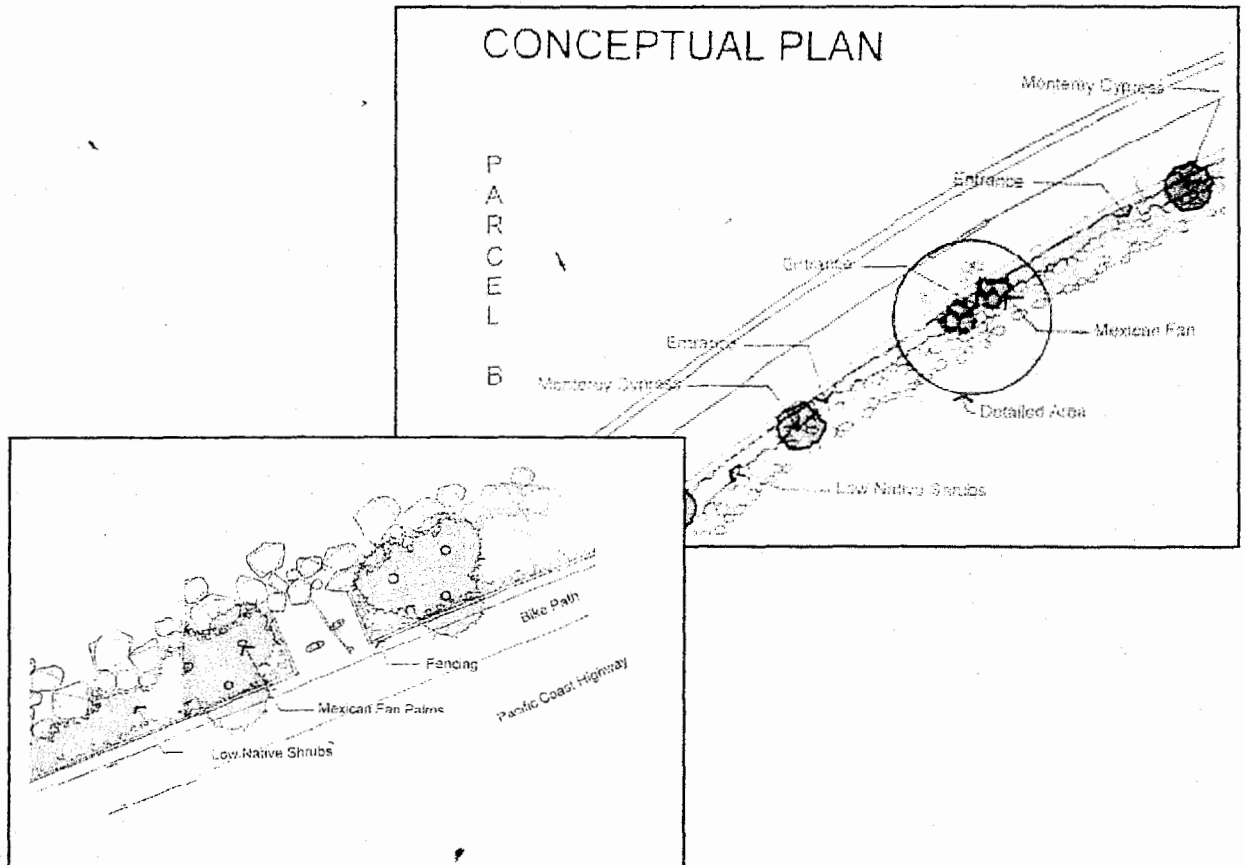 CONCEPTUAL PLAN
PARCEL B
Monterey Cypress
Entrance
Entrance
Mexican Fan
Entrance
Monterey Cypress
Detailed Area
Low Native Shrubs
Bike Path
Fencing
Pacific Coast Highway
Mexican Fan Palms
Low Native Shrubs